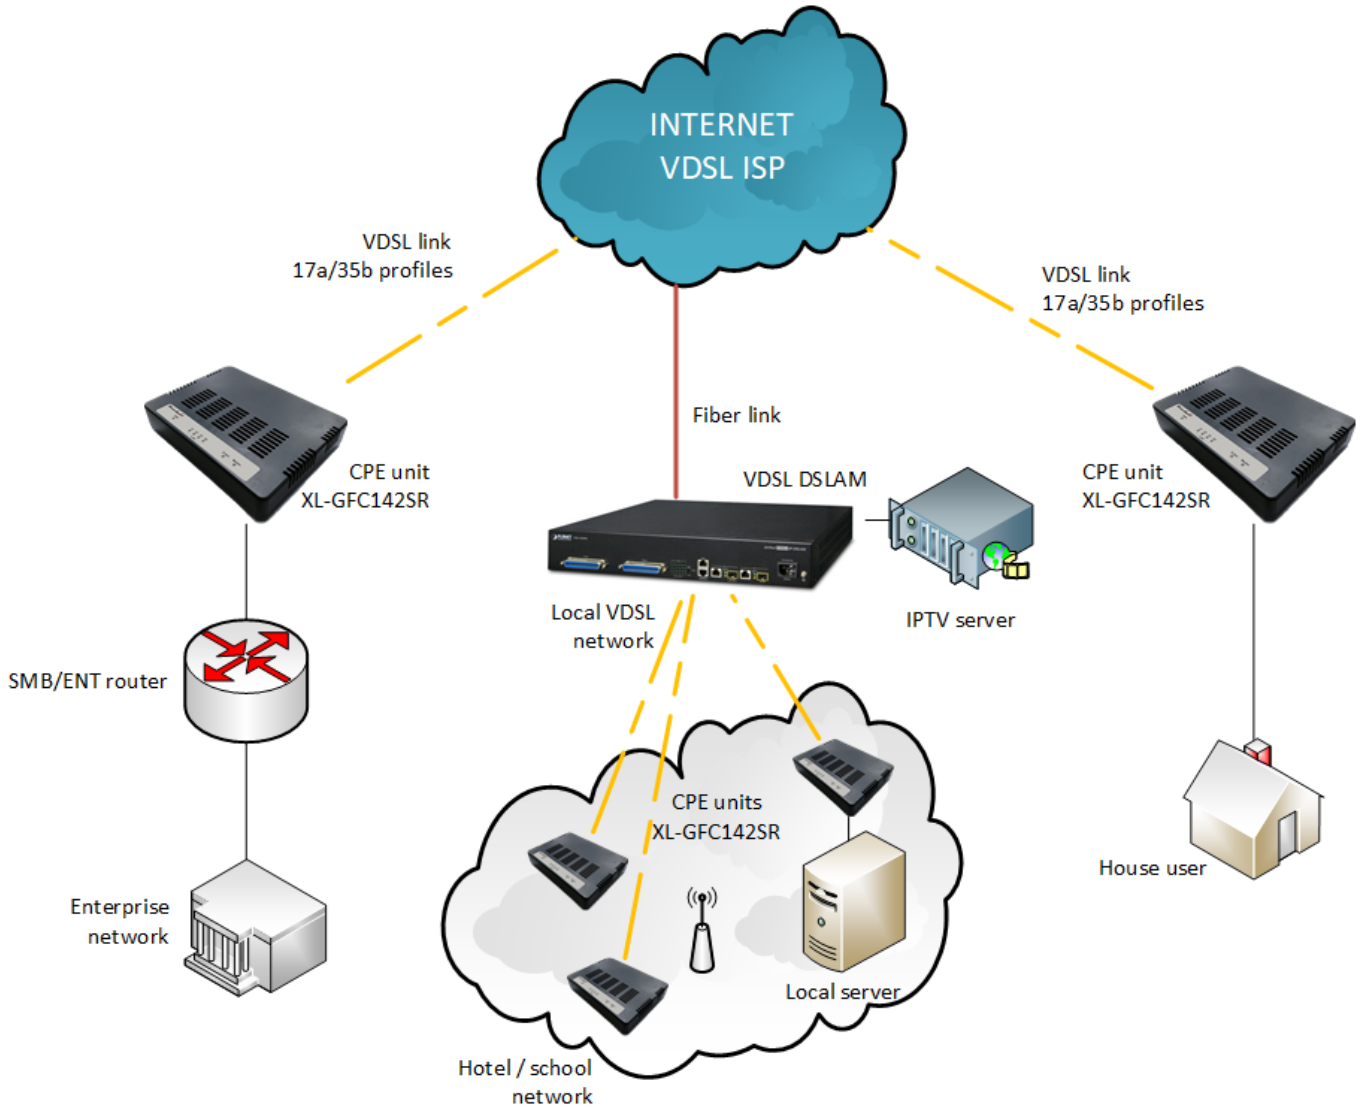 INTERNET
VDSL ISP
VDSL link
17a/35b profiles
VDSL link
17a/35b profiles
Fiber link
CPE unit
XL-GFC142SR
VDSL DSLAM
CPE unit
XL-GFC142SR
PLANET
Local VDSL
network
IPTV server
SMB/ENT router
CPE units
XL-GFC142SR
House user
Enterprise
network
Local server
Hotel / school
network